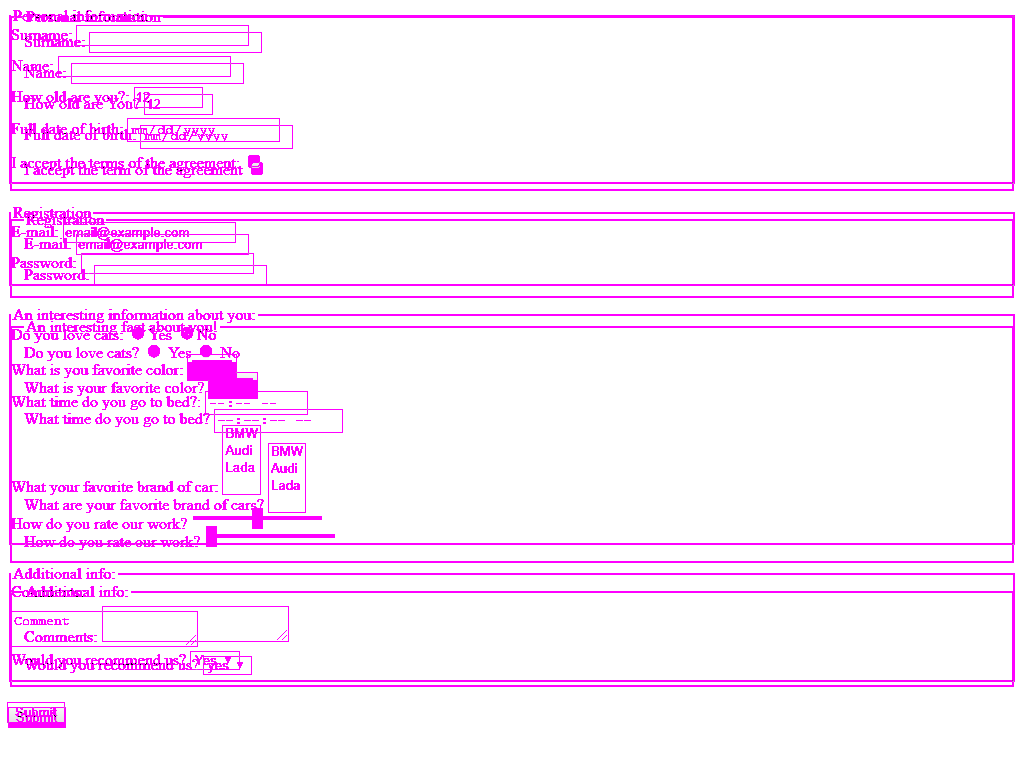 Personal information
Personal information
Surname:
Surname:
Name:
Name:
How old are you?: 12
How old are You? 12
Full date of birth: mm/dd/yyyy
Full date of birth: mm/dd/yyyy
I accept the terms of the agreement:
I accept the term of the agreement
Registration
Registration
E-mail: email@example.com
E-mail: email@example.com
Password:
Password:
An interesting information about you:
An interesting fact about you!
Do you love cats: Yes No
Do you love cats? Yes No
What is you favorite color:
What is your favorite color?
What time do you go to bed?: --:-- --
What time do you go to bed? --:--:-- --
BMW
Audi
Lada
BMW
Audi
Lada
What your favorite brand of car:
What are your favorite brand of cars?
How do you rate our work?
How do you rate our work?
Additional info:
Additional info:
Comment
Comments:
Would you recommend us? Yes
Would you recommend us? yes
Submit
Submit